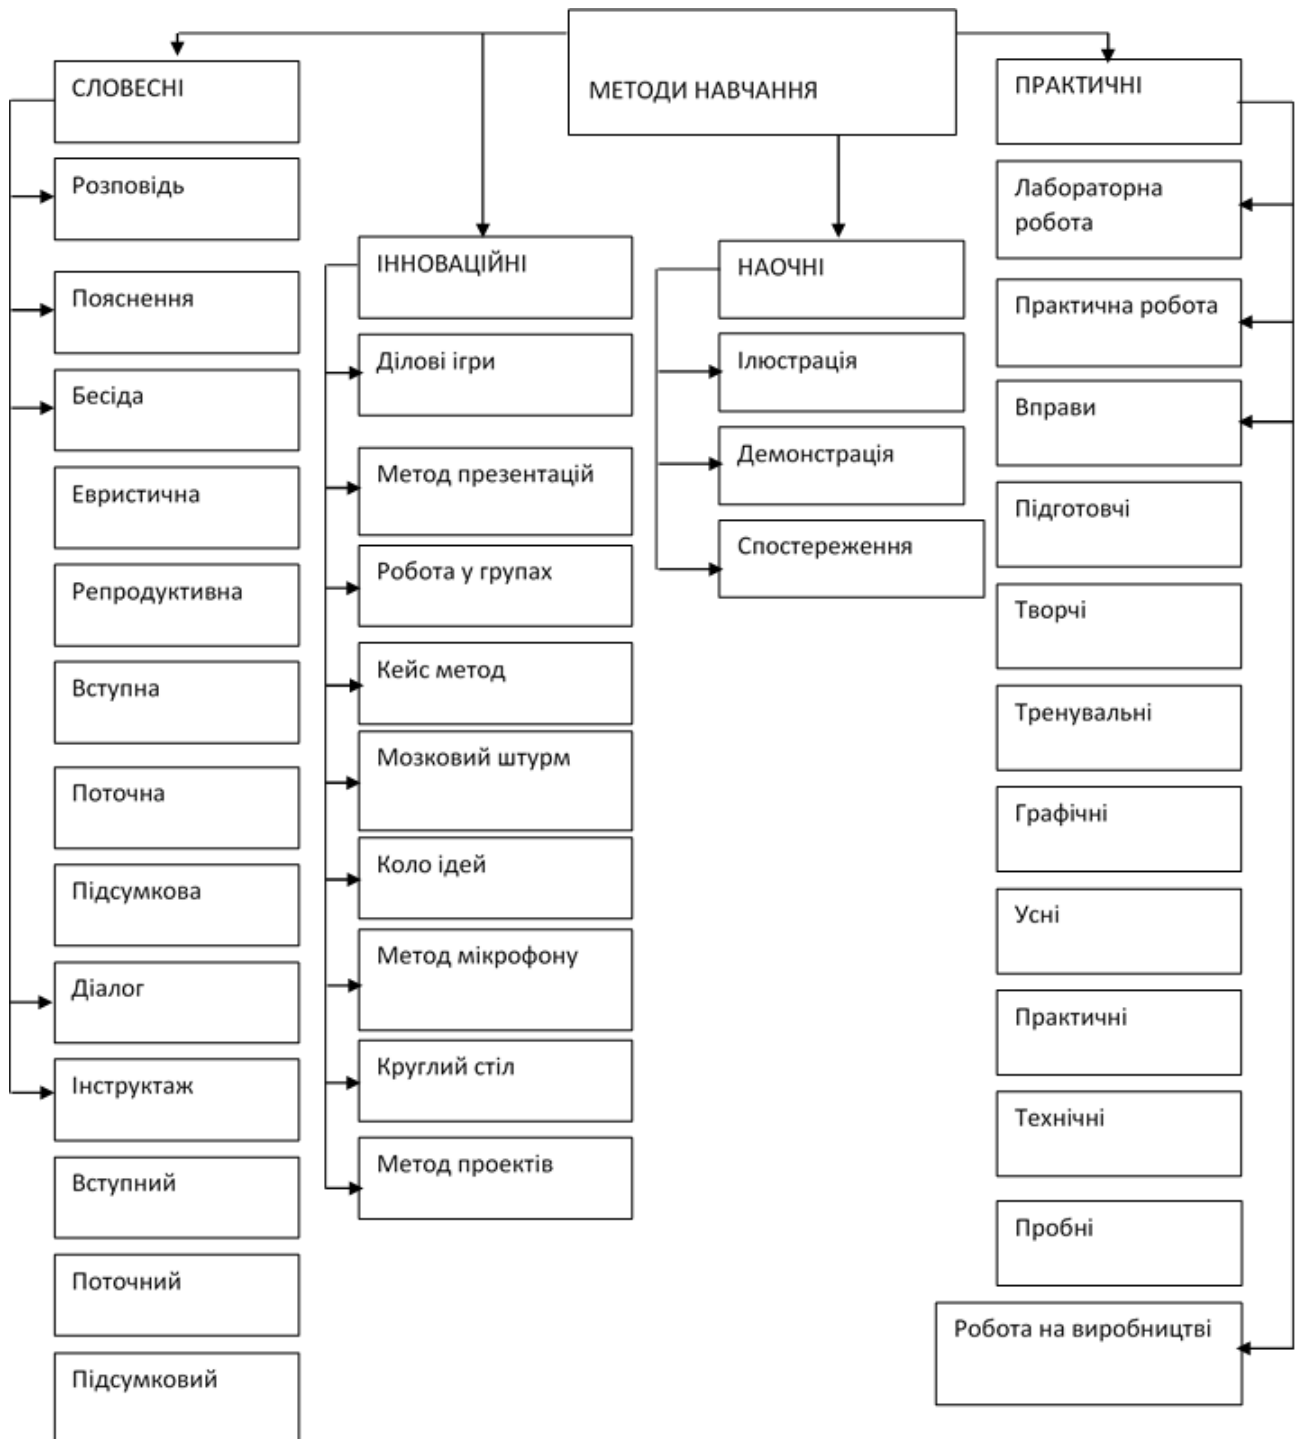 МЕТОДИ НАВЧАННЯ
СЛОВЕСНІ
Розповідь
Пояснення
Бесіда
Евристична
Репродуктивна
Вступна
Поточна
Підсумкова
Діалог
Інструктаж
Вступний
Поточний
Підсумковий
ІННОВАЦІЙНІ
Ділові ігри
Метод презентацій
Робота у групах
Кейс метод
Мозковий штурм
Коло ідей
Метод мікрофону
Круглий стіл
Метод проектів
НАОЧНІ
Ілюстрація
Демонстрація
Спостереження
ПРАКТИЧНІ
Лабораторна
робота
Практична робота
Вправи
Підготовчі
Творчі
Тренувальні
Графічні
Усні
Практичні
Технічні
Пробні
Робота на виробництві